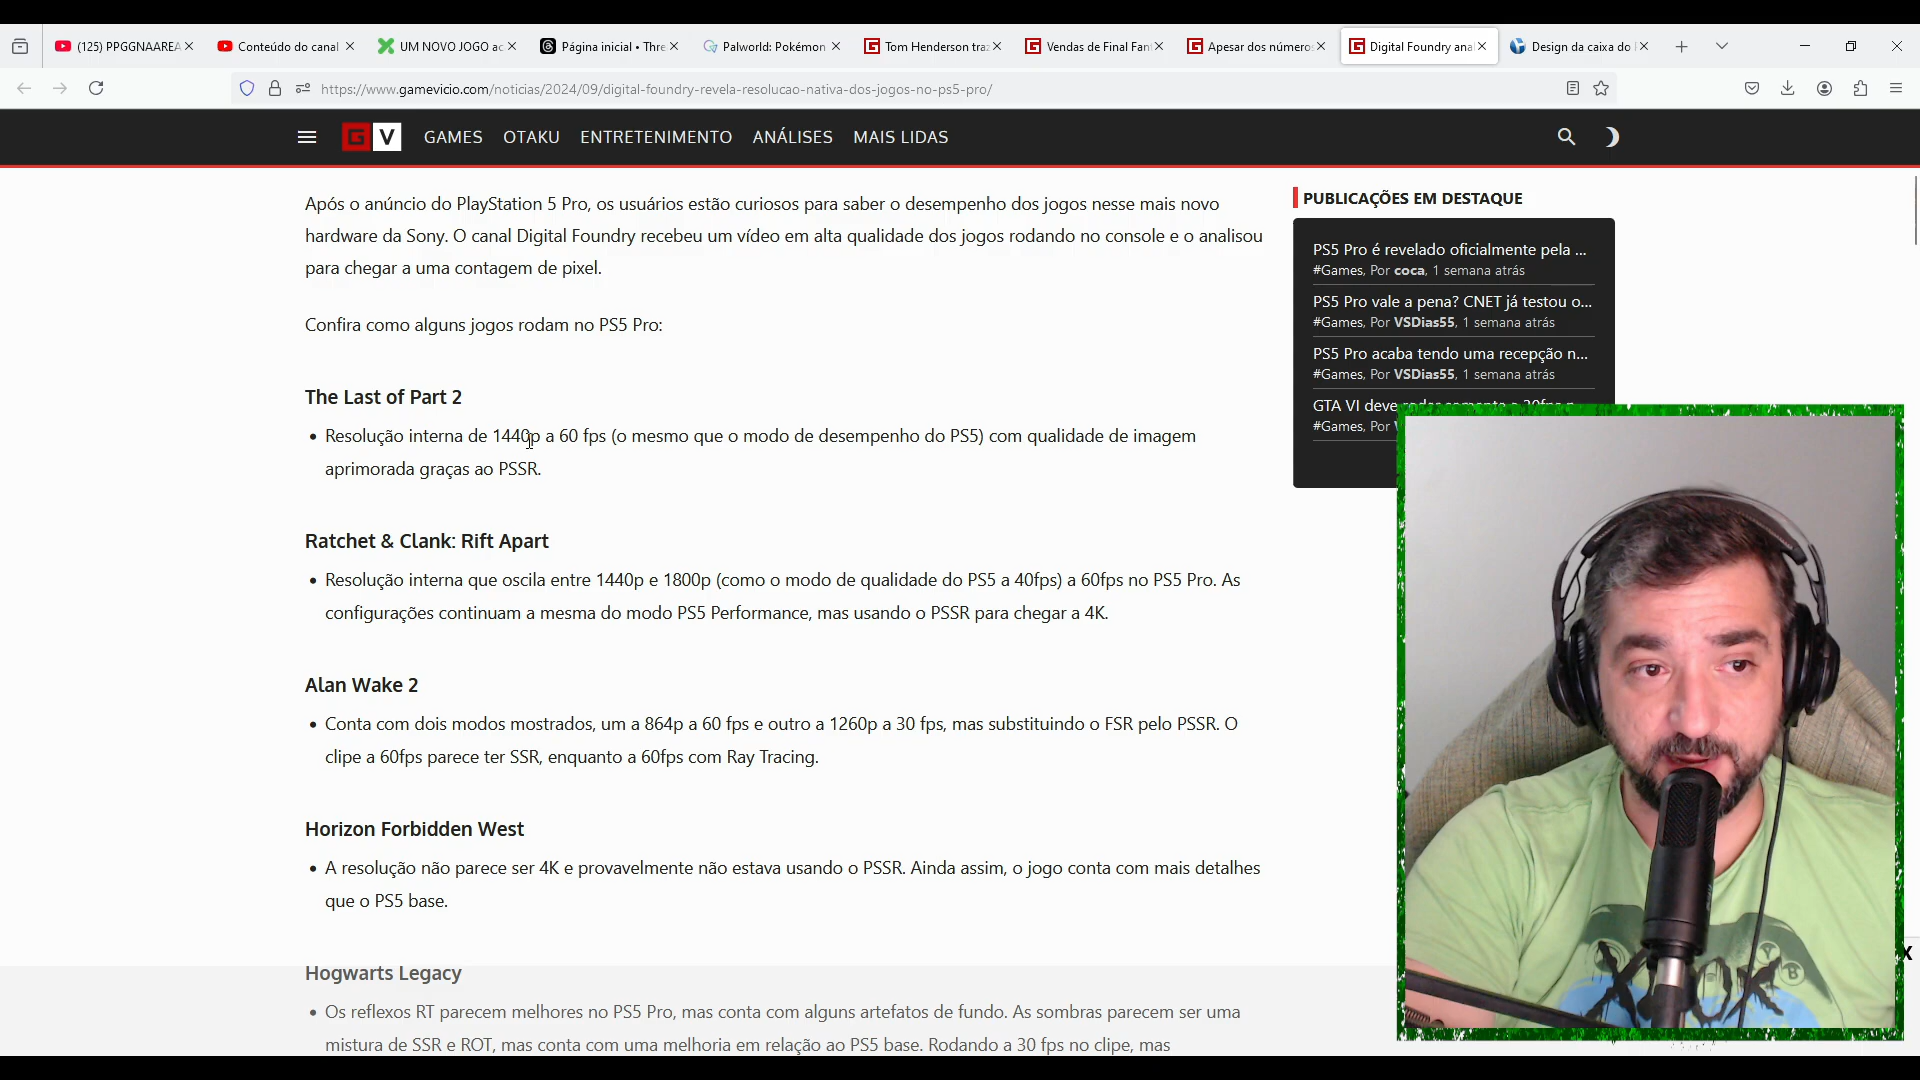 (125) PPGGNAAREA
Conteúdo do canal
UM NOVO JOGO ac
Página inicial • Thre
Palworld: Pokémon
Tom Henderson traz
Vendas de Final Fan
Apesar dos números
Digital Foundry ana
Design da caixa do
https://www.gamevicio.com/noticias/2024/09/digital-foundry-revela-resolucao-nativa-dos-jogos-no-ps5-pro/
G V GAMES OTAKU ENTRETENIMENTO ANÁLISES MAIS LIDAS
Após o anúncio do PlayStation 5 Pro, os usuários estão curiosos para saber o desempenho dos jogos nesse mais novo
hardware da Sony. O canal Digital Foundry recebeu um vídeo em alta qualidade dos jogos rodando no console e o analisou
para chegar a uma contagem de pixel.
Confira como alguns jogos rodam no PS5 Pro:
The Last of Part 2
• Resolução interna de 1440p a 60 fps (o mesmo que o modo de desempenho do PS5) com qualidade de imagem
aprimorada graças ao PSSR.
Ratchet & Clank: Rift Apart
• Resolução interna que oscila entre 1440p e 1800p (como o modo de qualidade do PS5 a 40fps) a 60fps no PS5 Pro. As
configurações continuam a mesma do modo PS5 Performance, mas usando o PSSR para chegar a 4K.
Alan Wake 2
• Conta com dois modos mostrados, um a 864p a 60 fps e outro a 1260p a 30 fps, mas substituindo o FSR pelo PSSR. O
clipe a 60fps parece ter SSR, enquanto a 60fps com Ray Tracing.
Horizon Forbidden West
• A resolução não parece ser 4K e provavelmente não estava usando o PSSR. Ainda assim, o jogo conta com mais detalhes
que o PS5 base.
Hogwarts Legacy
• Os reflexos RT parecem melhores no PS5 Pro, mas conta com alguns artefatos de fundo. As sombras parecem ser uma
mistura de SSR e ROT, mas conta com uma melhoria em relação ao PS5 base. Rodando a 30 fps no clipe, mas
PUBLICAÇÕES EM DESTAQUE
PS5 Pro é revelado oficialmente pela ...
#Games, Por coca, 1 semana atrás
PS5 Pro vale a pena? CNET já testou o...
#Games, Por VSDias55, 1 semana atrás
PS5 Pro acaba tendo uma recepção n...
#Games, Por VSDias55, 1 semana atrás
GTA VI deve
#Games, Por
X